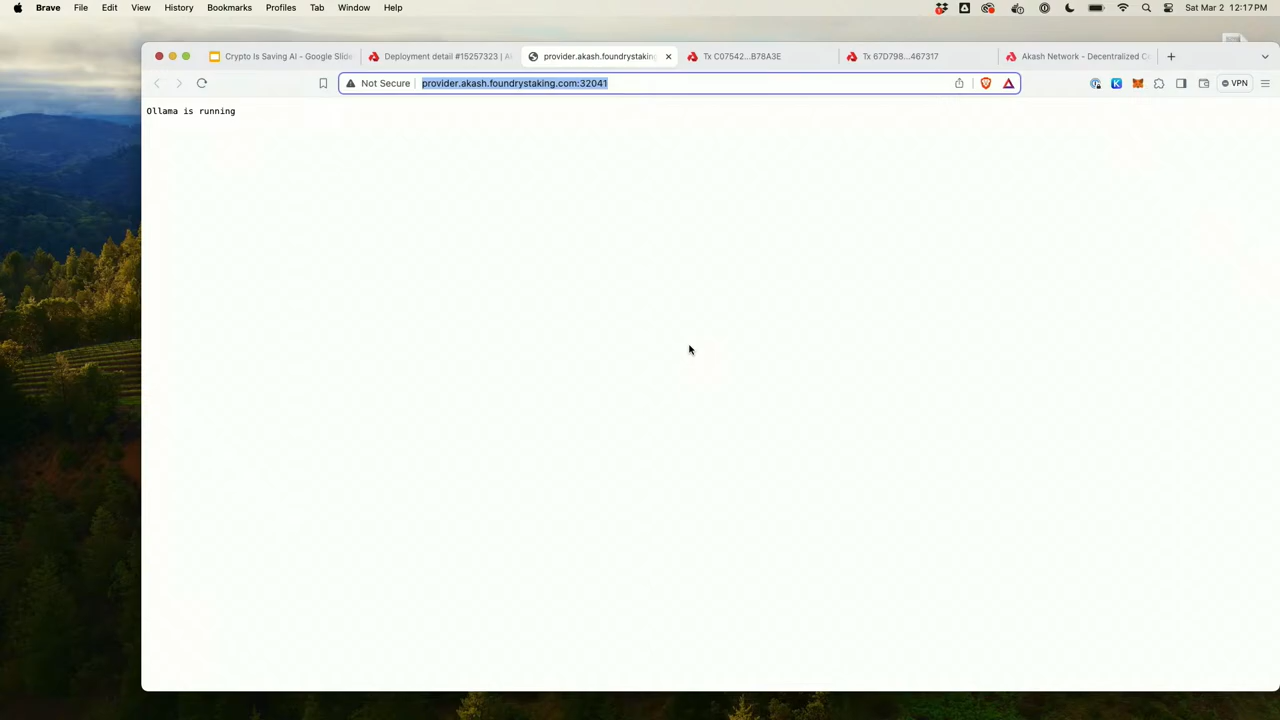 Brave File Edit View History Bookmarks Profiles Tab Window Help Sat Mar 2 12:17 PM
Crypto Is Saving AI - Google Slide Deployment detail #15257323 | A provider.akash.foundrystaking Tx C07542...B78A3E Tx 67D798...467317 Akash Network - Decentralized C
Not Secure provider.akash.foundrystaking.com:32041 VPN
Ollama is running